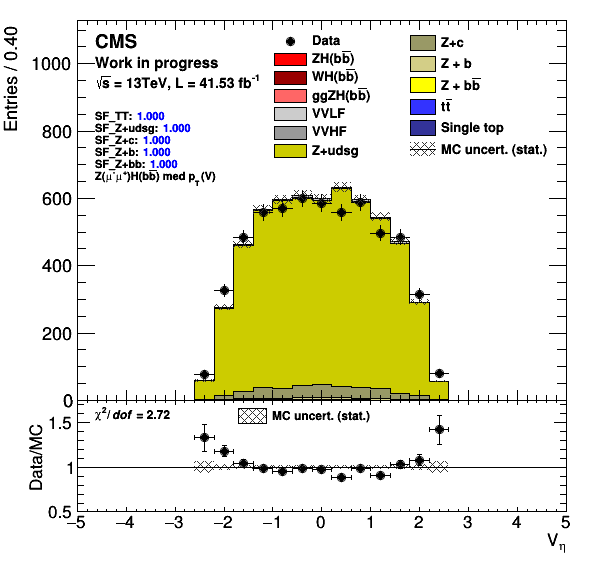 CMS
Work in progress
√s = 13TeV, L = 41.53 fb⁻¹
SF_TT: 1.000
SF_Z+udsg: 1.000
SF_Z+c: 1.000
SF_Z+b: 1.000
SF_Z+bb: 1.000
Z(μ⁻μ⁺)H(bb̅) med p_T(V)
Data
ZH(bb̅)
WH(bb̅)
ggZH(bb̅)
VVLF
VVHF
Z+udsg
Z+c
Z + b
Z + bb̅
tt̅
Single top
MC uncert. (stat.)
Entries / 0.40
1000
800
600
400
200
0
χ²/dof = 2.72
MC uncert. (stat.)
Data/MC
1.5
1
0.5
−5 −4 −3 −2 −1 0 1 2 3 4 5
V_η